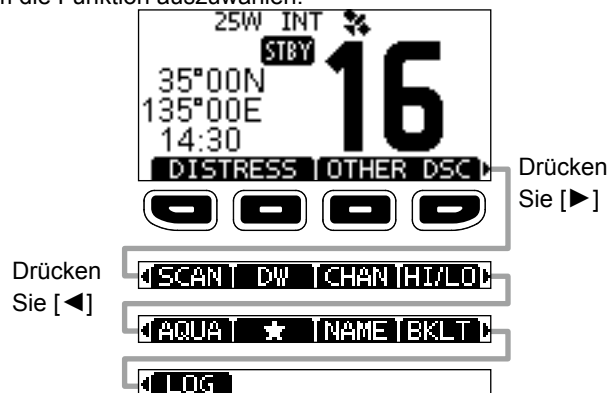 n die Funktion auszuwählen.
25W INT
STBY
16
35°00N
135°00E
14:30
DISTRESS OTHER DSC
Drücken
Sie [►]
Drücken
Sie [◄]
SCAN DW CHAN HI/LO
AQUA ★ NAME BKLT
LOG